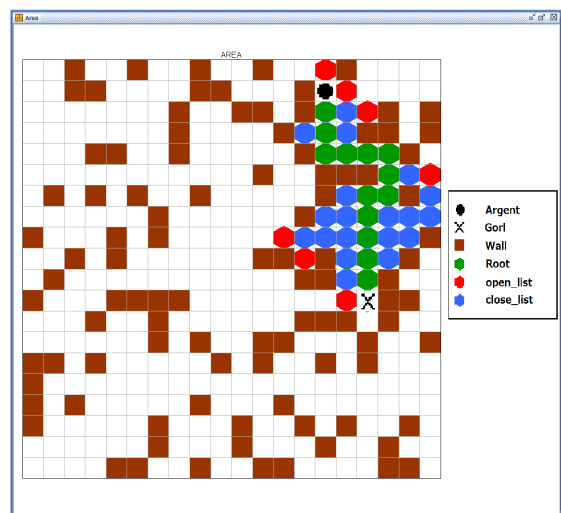 Area
AREA
Argent
Gorl
Wall
Root
open_list
close_list